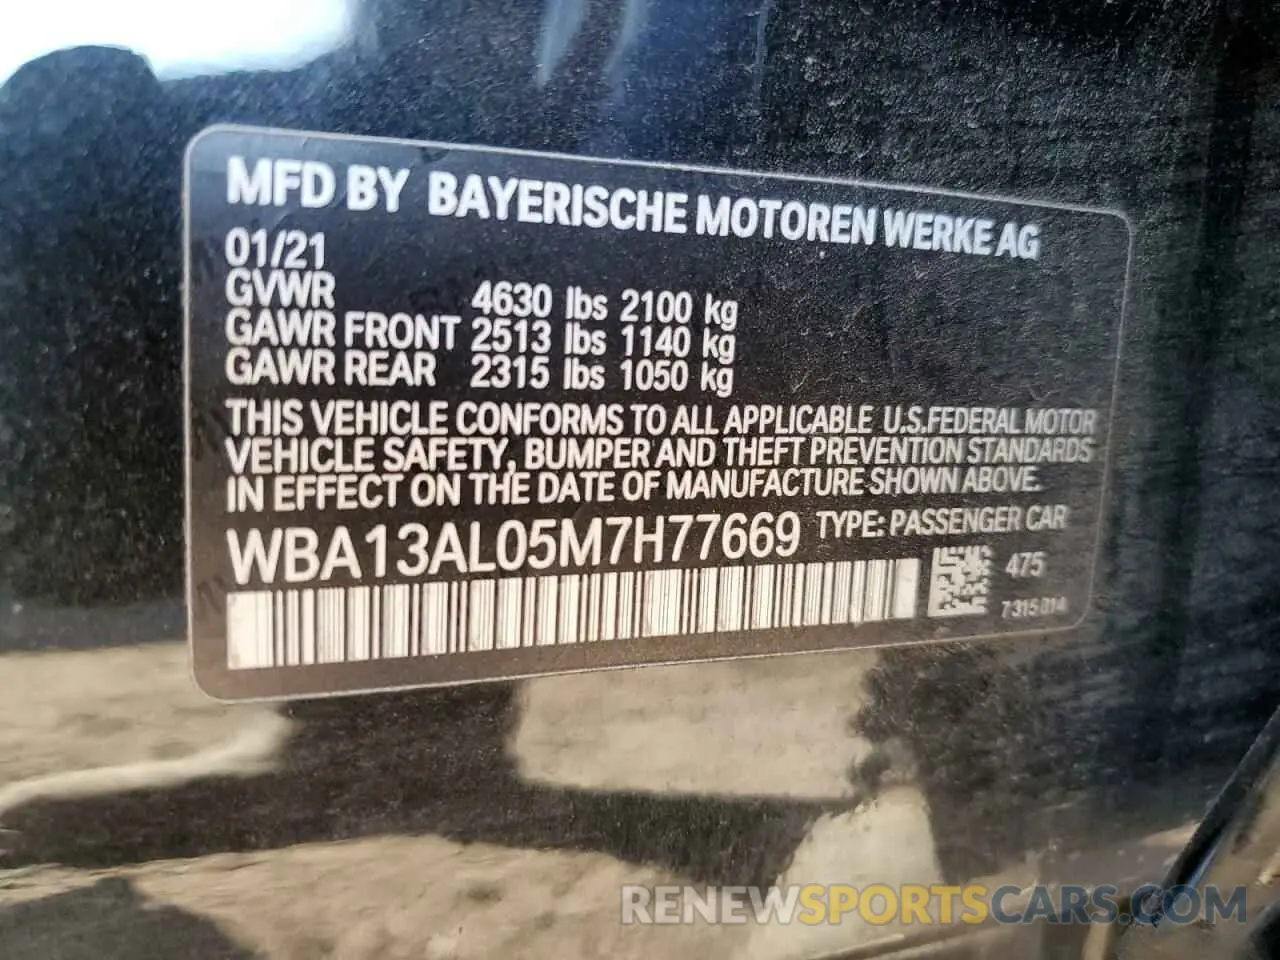 MFD BY BAYERISCHE MOTOREN WERKE AG
01/21
GVWR 4630 lbs 2100 kg
GAWR FRONT 2513 lbs 1140 kg
GAWR REAR 2315 lbs 1050 kg
THIS VEHICLE CONFORMS TO ALL APPLICABLE U.S.FEDERAL MOTOR
VEHICLE SAFETY, BUMPER AND THEFT PREVENTION STANDARDS
IN EFFECT ON THE DATE OF MANUFACTURE SHOWN ABOVE.
WBA13AL05M7H77669 TYPE: PASSENGER CAR
475
7315814
RENEWSPORTSCARS.COM